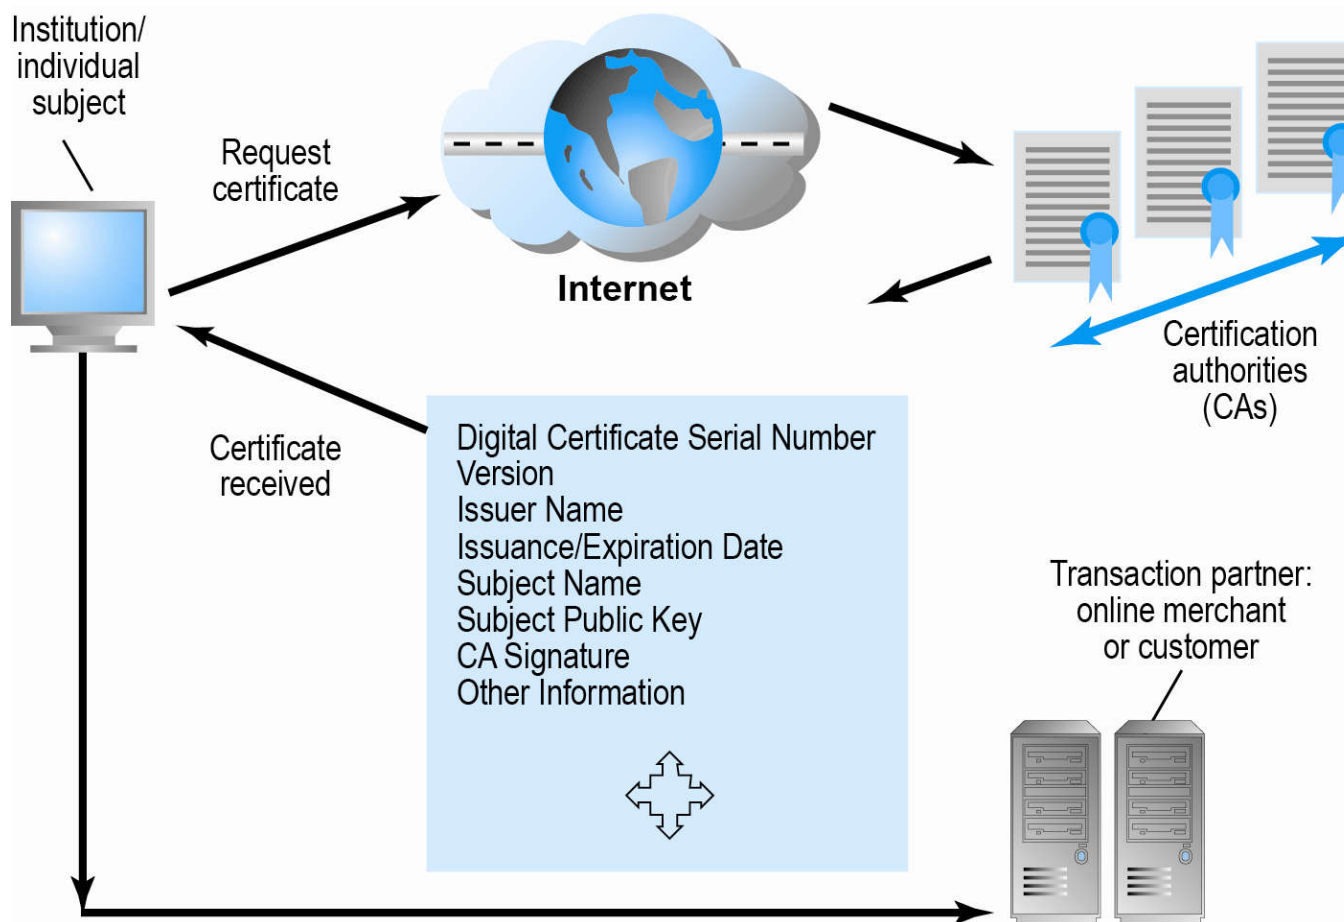 Institution/
individual
subject
Request
certificate
Internet
Certification
authorities
(CAs)
Certificate
received
Digital Certificate Serial Number
Version
Issuer Name
Issuance/Expiration Date
Subject Name
Subject Public Key
CA Signature
Other Information
Transaction partner:
online merchant
or customer